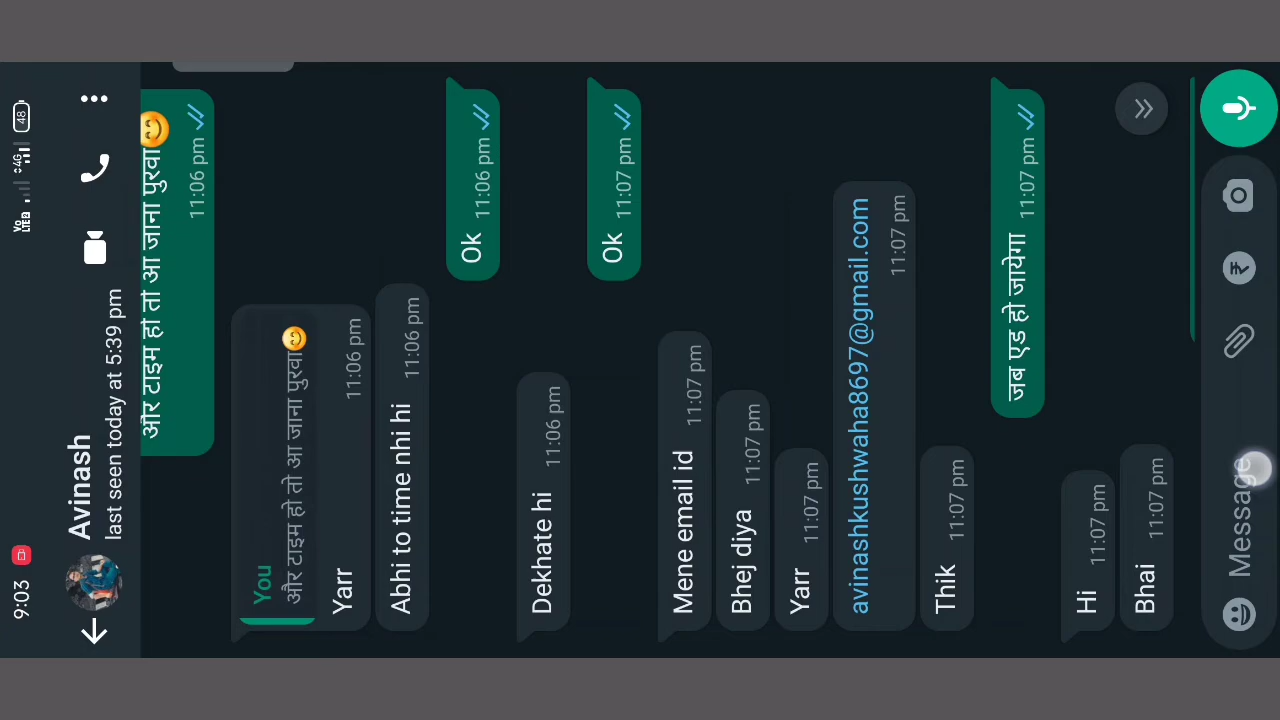 9:03
Vo LTE2 4G 48
Avinash
last seen today at 5:39 pm
और टाइम हो तो आ जाना पुरवा😊
11:06 pm
You
और टाइम हो तो आ जाना पुरवा😊
Yarr 11:06 pm
Abhi to time nhi hi 11:06 pm
Ok 11:06 pm
Dekhate hi 11:06 pm
Ok 11:07 pm
Mene email id 11:07 pm
Bhej diya 11:07 pm
Yarr 11:07 pm
avinashkushwaha8697@gmail.com
11:07 pm
Thik 11:07 pm
जब एड हो जायेगा 11:07 pm
Hi 11:07 pm
Bhai 11:07 pm
Message